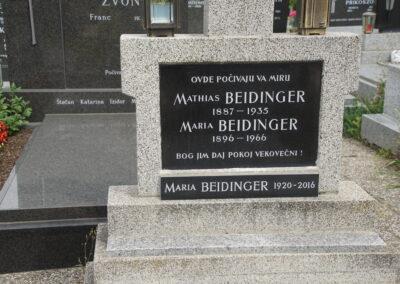 ZVON
Franc
PRIKOSZO
Štefan Katarina Izidor
OVDE POČIVAJU VA MIRU
MATHIAS BEIDINGER
1887 – 1935
MARIA BEIDINGER
1896 – 1966
BOG JIM DAJ POKOJ VEKOVEČNI !
MARIA BEIDINGER 1920-2016